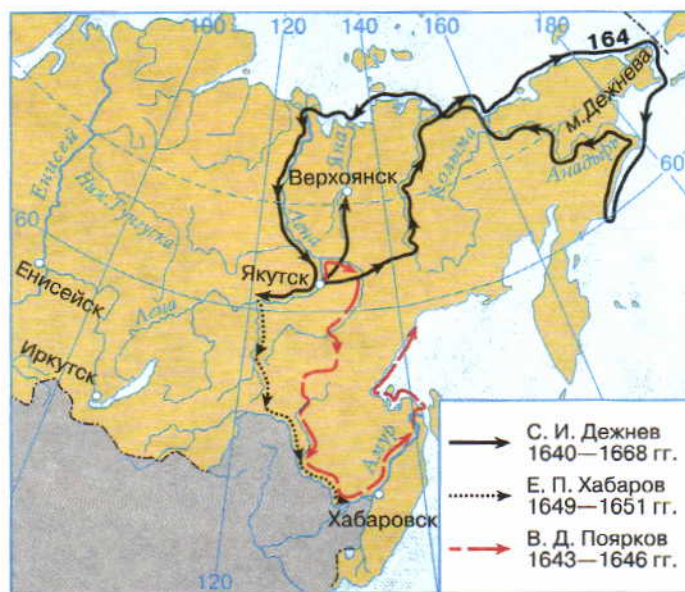 100
120
140
160
180
164
м.Дежнева
Енисей
Яна
Колыма
Анадырь
60
Верхоянск
Ниж. Тунгуска
Лена
60
Якутск
Енисейск
Лена
Иркутск
Амур
Хабаровск
120
С. И. Дежнев
1640—1668 гг.
Е. П. Хабаров
1649—1651 гг.
В. Д. Поярков
1643—1646 гг.